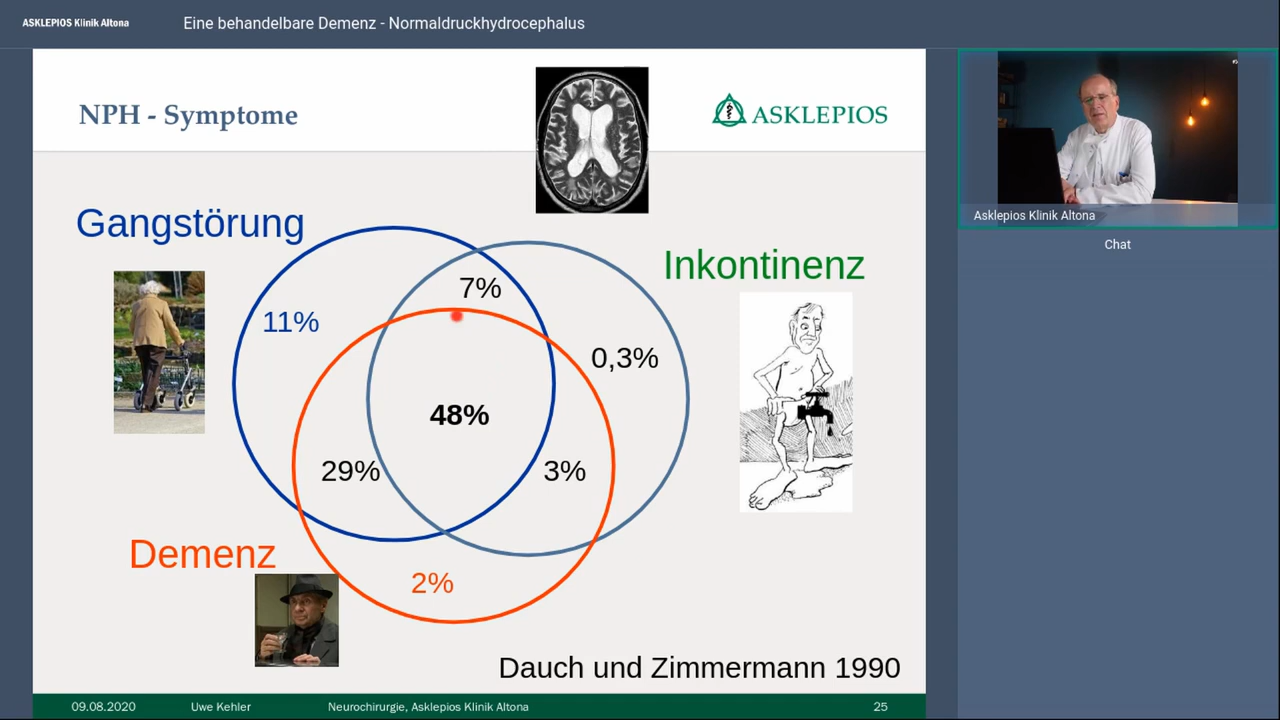 ASKLEPIOS Klinik Altona
Eine behandelbare Demenz - Normaldruckhydrocephalus
NPH - Symptome
ASKLEPIOS
Gangstörung
Inkontinenz
7%
11%
0,3%
48%
29%
3%
Demenz
2%
Dauch und Zimmermann 1990
09.08.2020
Uwe Kehler
Neurochirurgie, Asklepios Klinik Altona
25
Asklepios Klinik Altona
Chat